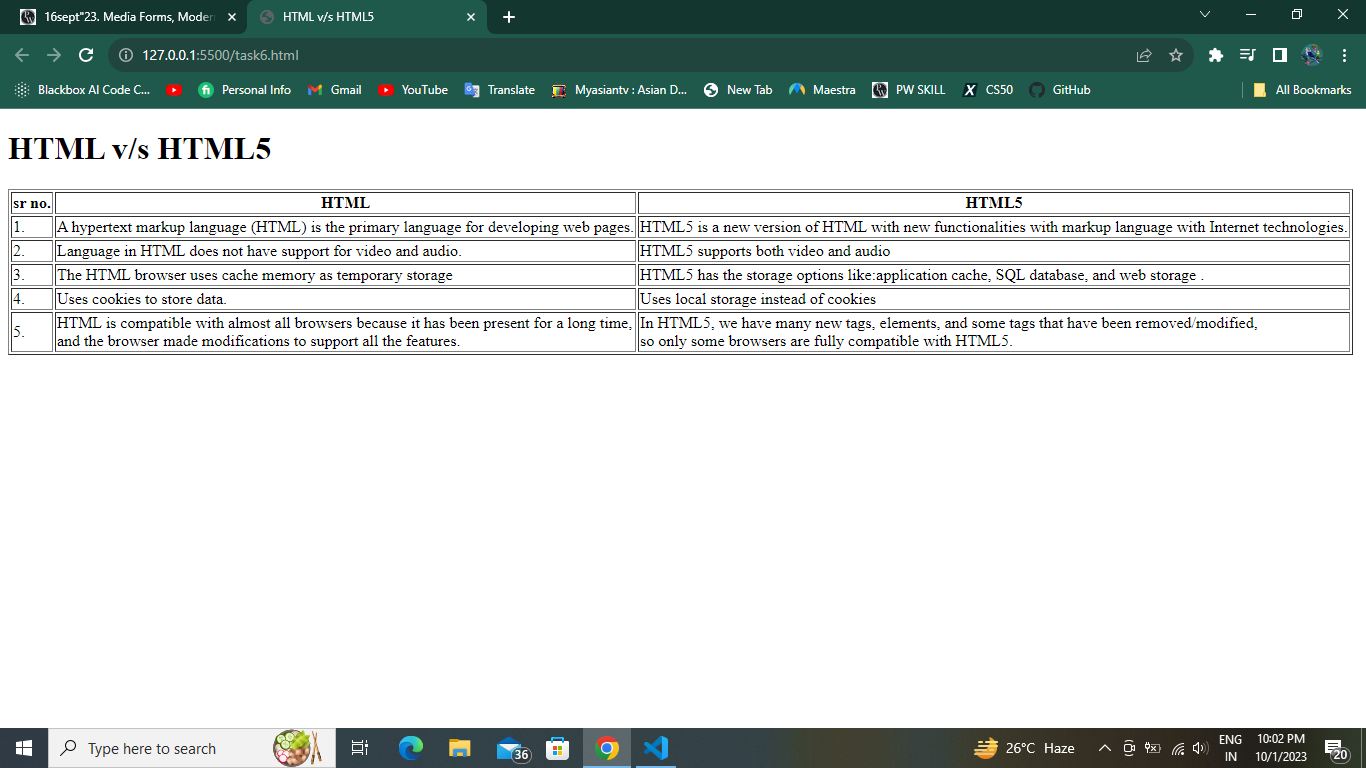 16sept"23. Media Forms, Moder
HTML v/s HTML5
127.0.0.1:5500/task6.html
Blackbox AI Code C... Personal Info Gmail YouTube Translate Myasiantv : Asian D... New Tab Maestra PW SKILL CS50 GitHub All Bookmarks
HTML v/s HTML5
sr no. HTML HTML5
1. A hypertext markup language (HTML) is the primary language for developing web pages. HTML5 is a new version of HTML with new functionalities with markup language with Internet technologies.
2. Language in HTML does not have support for video and audio. HTML5 supports both video and audio
3. The HTML browser uses cache memory as temporary storage HTML5 has the storage options like:application cache, SQL database, and web storage .
4. Uses cookies to store data. Uses local storage instead of cookies
5. HTML is compatible with almost all browsers because it has been present for a long time,
and the browser made modifications to support all the features.
In HTML5, we have many new tags, elements, and some tags that have been removed/modified,
so only some browsers are fully compatible with HTML5.
Type here to search
36
26°C Haze
ENG
IN
10:02 PM
10/1/2023
20